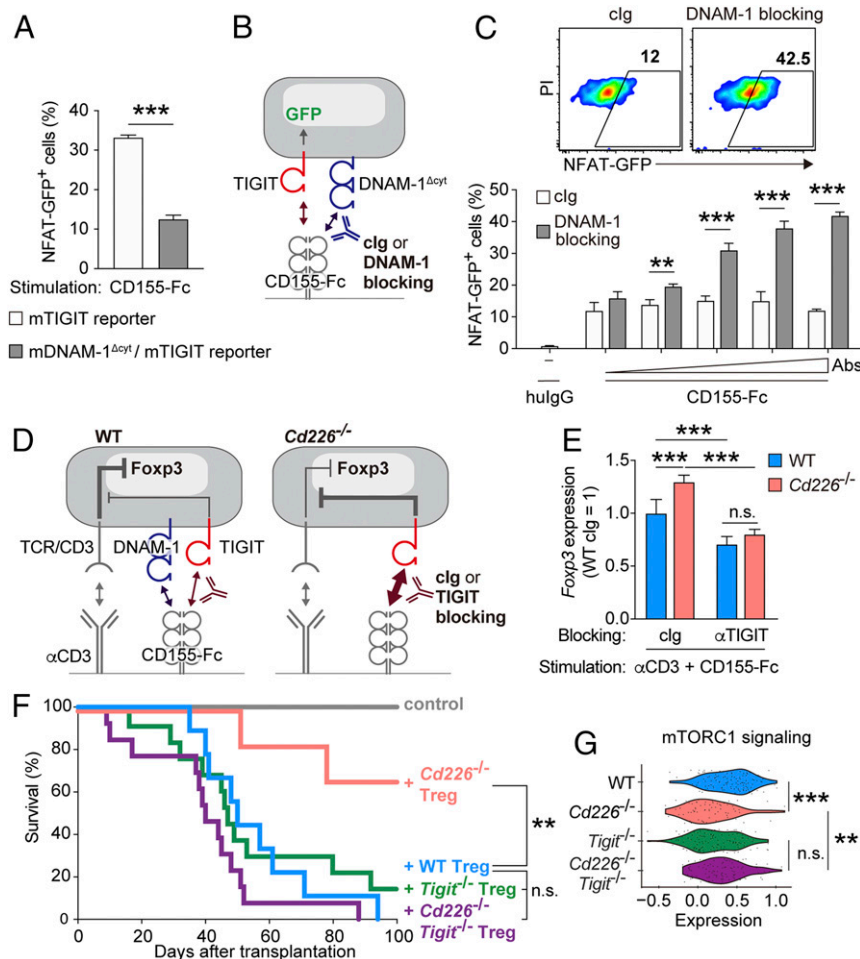 A
NFAT-GFP+ cells (%)
40
30
20
10
0
***
Stimulation: CD155-Fc
mTIGIT reporter
mDNAM-1Δcyt / mTIGIT reporter
B
GFP
TIGIT
DNAM-1Δcyt
cIg or
DNAM-1
blocking
CD155-Fc
C
cIg
DNAM-1 blocking
12
42.5
PI
NFAT-GFP
NFAT-GFP+ cells (%)
50
40
30
20
10
0
cIg
DNAM-1
blocking
**
***
***
***
–
Abs
huIgG
CD155-Fc
D
WT
Cd226-/-
Foxp3
Foxp3
TCR/CD3
DNAM-1
TIGIT
cIg or
TIGIT
blocking
αCD3
CD155-Fc
E
Foxp3 expression
(WT cIg = 1)
1.5
1.0
0.5
0.0
***
***
***
n.s.
WT
Cd226-/-
Blocking: cIg αTIGIT
Stimulation: αCD3 + CD155-Fc
F
Survival (%)
100
80
60
40
20
0
0 20 40 60 80 100
Days after transplantation
control
+ Cd226-/-
Treg
**
+ WT Treg
+ Tigit-/- Treg
n.s.
+ Cd226-/-
Tigit-/- Treg
G
mTORC1 signaling
WT
Cd226-/-
Tigit-/-
Cd226-/-
Tigit-/-
***
**
n.s.
−0.5 0.0 0.5 1.0
Expression